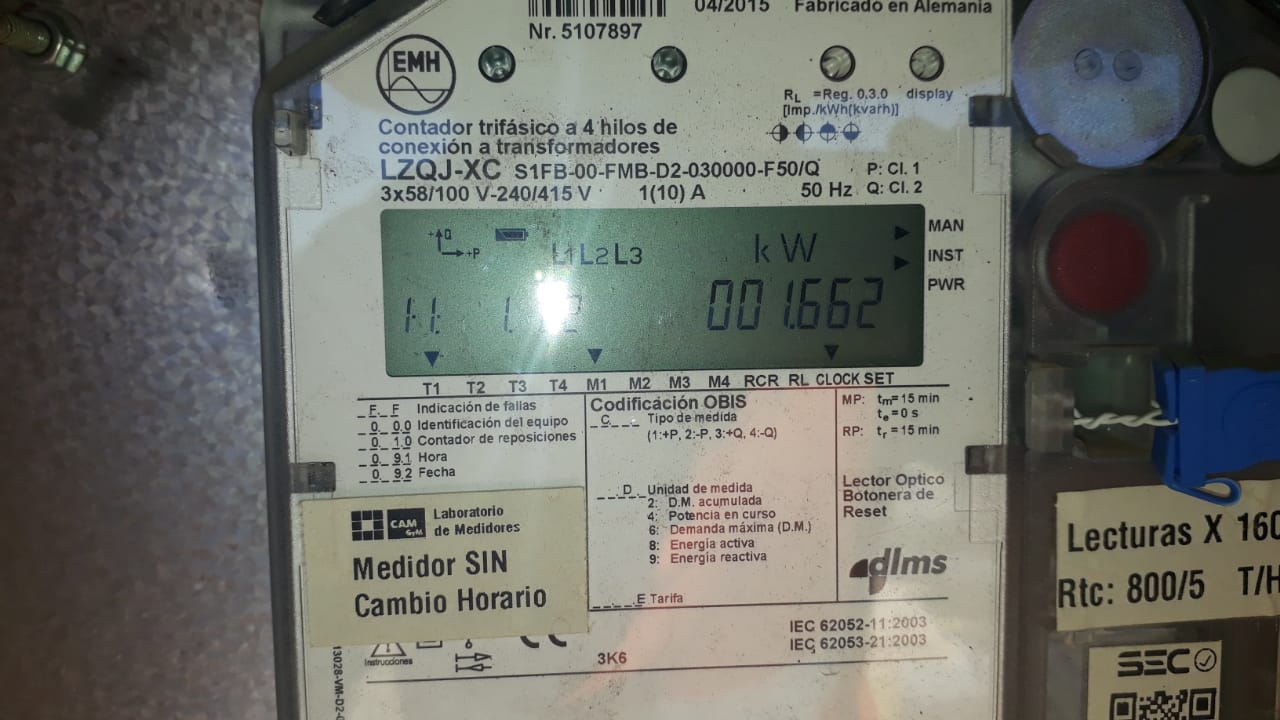 04/2015 Fabricado en Alemania
Nr. 5107897
EMH
R_L =Reg. 0.3.0 display
[Imp./kWh(kvarh)]
Contador trifásico a 4 hilos de
conexión a transformadores
LZQJ-XC S1FB-00-FMB-D2-030000-F50/Q P: Cl. 1
3x58/100 V-240/415 V 1(10) A 50 Hz Q: Cl. 2
+Q
+P
L1L2L3 kW
001.662
MAN
INST
PWR
T1 T2 T3 T4 M1 M2 M3 M4 RCR RL CLOCK SET
F F Indicación de fallas
0 0.0 Identificación del equipo
0 1.0 Contador de reposiciones
0 9.1 Hora
0 9.2 Fecha
Codificación OBIS
C Tipo de medida
(1:+P, 2:-P, 3:+Q, 4:-Q)
D Unidad de medida
2: D.M. acumulada
4: Potencia en curso
6: Demanda máxima (D.M.)
8: Energía activa
9: Energía reactiva
E Tarifa
MP: tm=15 min
te=0 s
RP: tr=15 min
Lector Optico
Botonera de
Reset
dlms
CAM
GyM
Laboratorio
de Medidores
Medidor SIN
Cambio Horario
Instrucciones
CE
3K6
IEC 62052-11:2003
IEC 62053-21:2003
Lecturas X 160
Rtc: 800/5 T/H
SEC